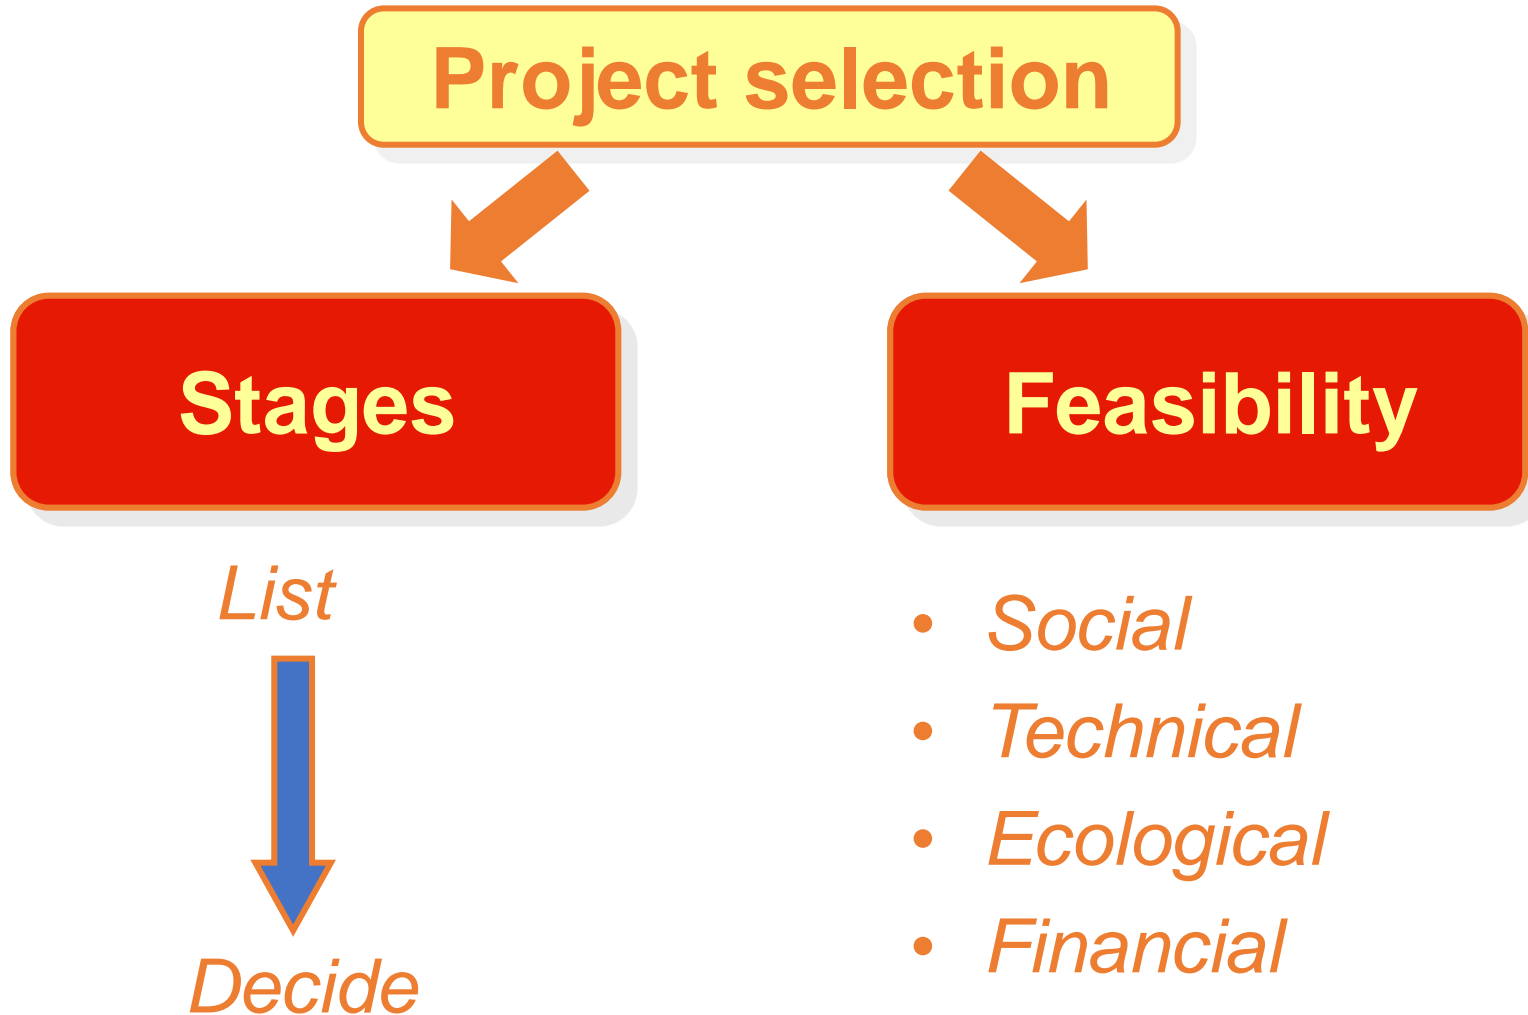 Project selection
Stages
List
Decide
Feasibility
• Social
• Technical
• Ecological
• Financial